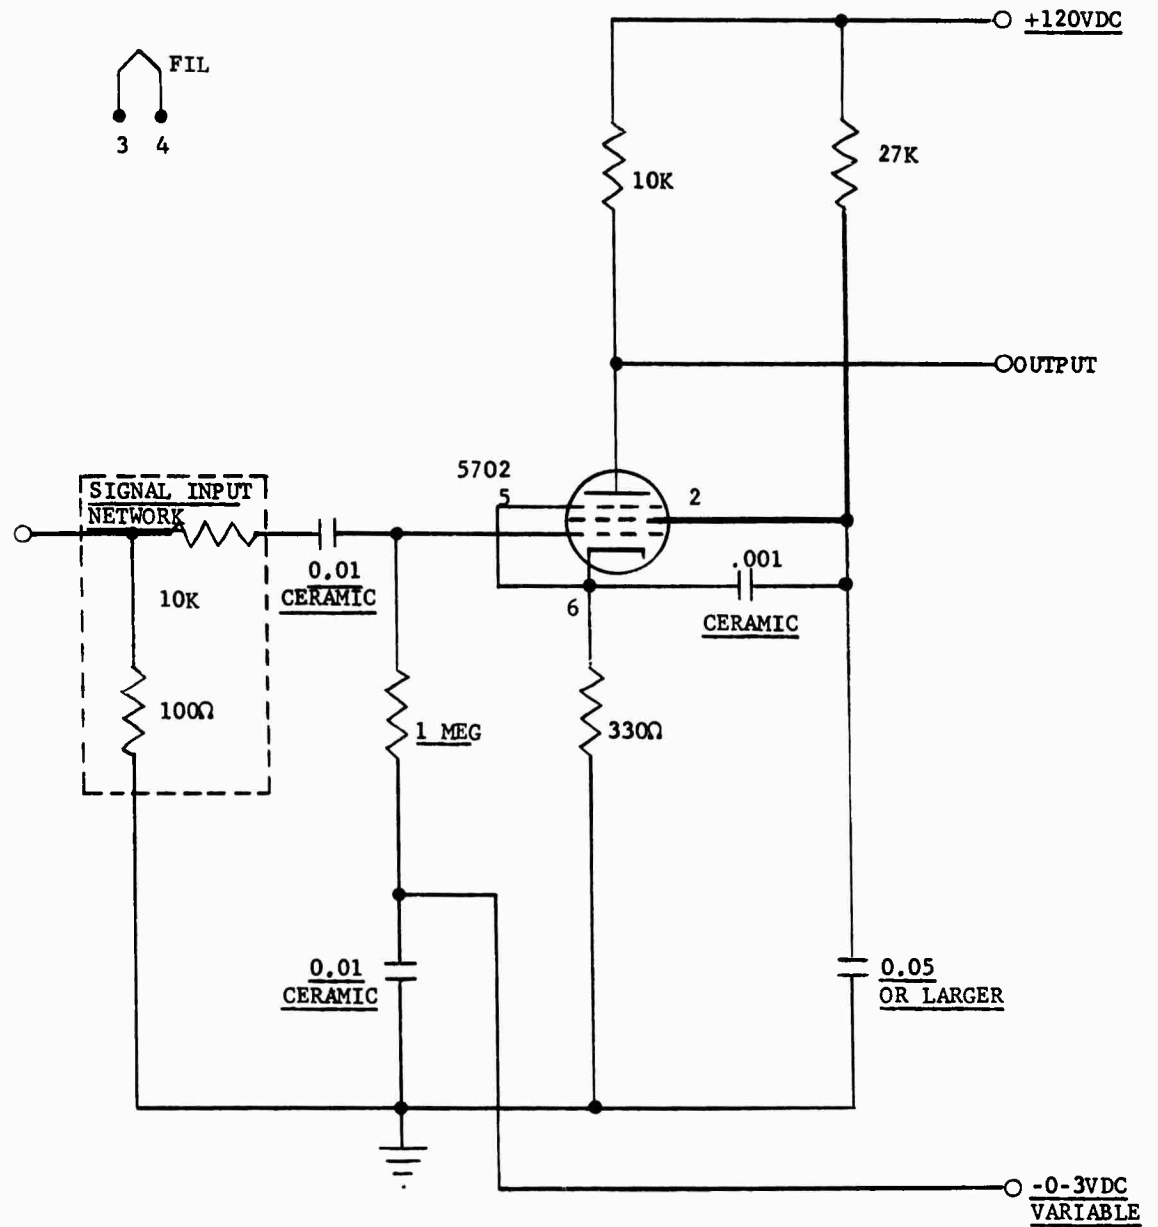 +120VDC
FIL
3 4
27K
10K
OUTPUT
5702
5
2
SIGNAL INPUT
NETWORK
.001
CERAMIC
0.01
CERAMIC
10K
6
100Ω
1 MEG
330Ω
0.01
CERAMIC
0.05
OR LARGER
-0-3VDC
VARIABLE